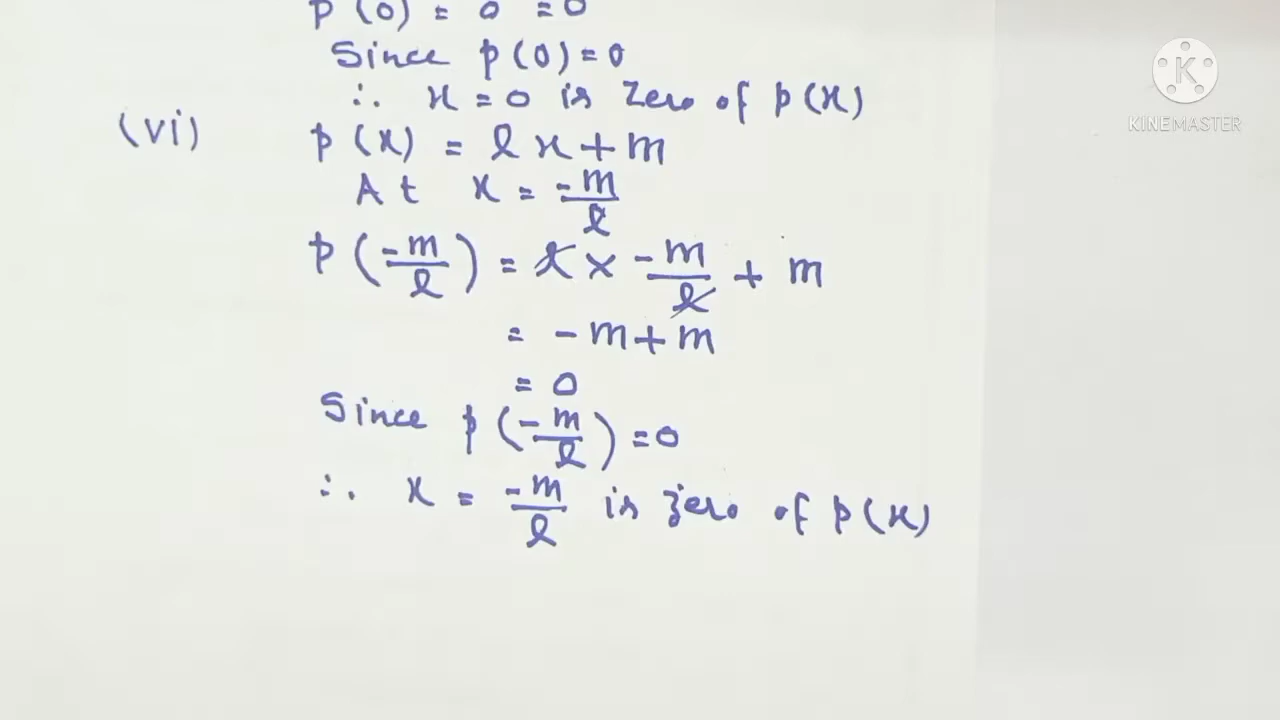 p(0) = 0 = 0
Since p(0)=0
∴ x=0 is zero of p(x)
(vi) p(x) = lx+m
At x = -m/l
p(-m/l) = l x -m/l + m
= -m+m
= 0
Since p(-m/l)=0
∴ x = -m/l is zero of p(x)
K
KINEMASTER